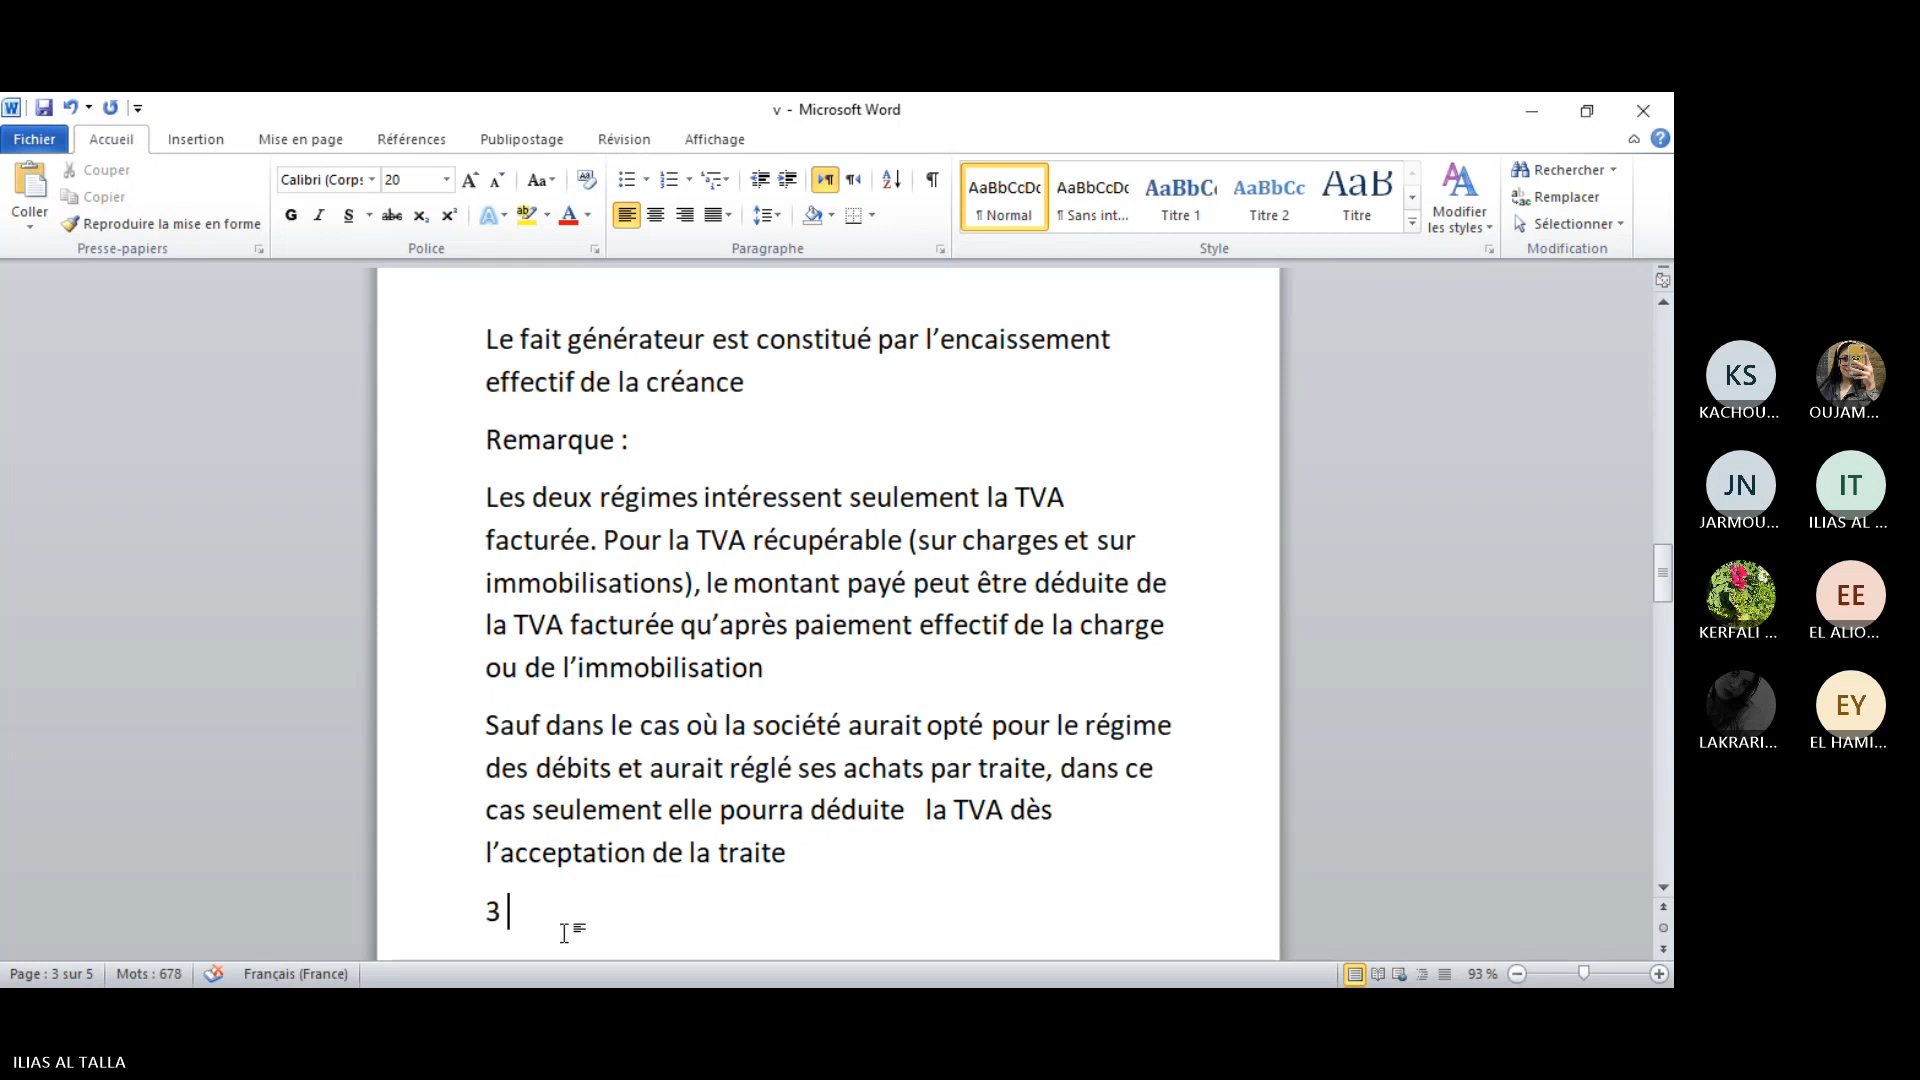 v - Microsoft Word
Fichier Accueil Insertion Mise en page Références Publipostage Révision Affichage
Coller
Couper
Copier
Reproduire la mise en forme
Presse-papiers
Calibri (Corps 20
Police
Paragraphe
AaBbCcDc AaBbCcDc AaBbC AaBbCc AaB
¶ Normal ¶ Sans int... Titre 1 Titre 2 Titre
Modifier
les styles
Style
Rechercher
Remplacer
Sélectionner
Modification
Le fait générateur est constitué par l’encaissement
effectif de la créance
Remarque :
Les deux régimes intéressent seulement la TVA
facturée. Pour la TVA récupérable (sur charges et sur
immobilisations), le montant payé peut être déduite de
la TVA facturée qu’après paiement effectif de la charge
ou de l’immobilisation
Sauf dans le cas où la société aurait opté pour le régime
des débits et aurait réglé ses achats par traite, dans ce
cas seulement elle pourra déduite la TVA dès
l’acceptation de la traite
3
Page : 3 sur 5 Mots : 678 Français (France) 93 %
KS
KACHOU...
OUJAM...
JN IT
JARMOU... ILIAS AL ...
EE
KERFALI ... EL ALIO...
EY
LAKRARI... EL HAMI...
ILIAS AL TALLA